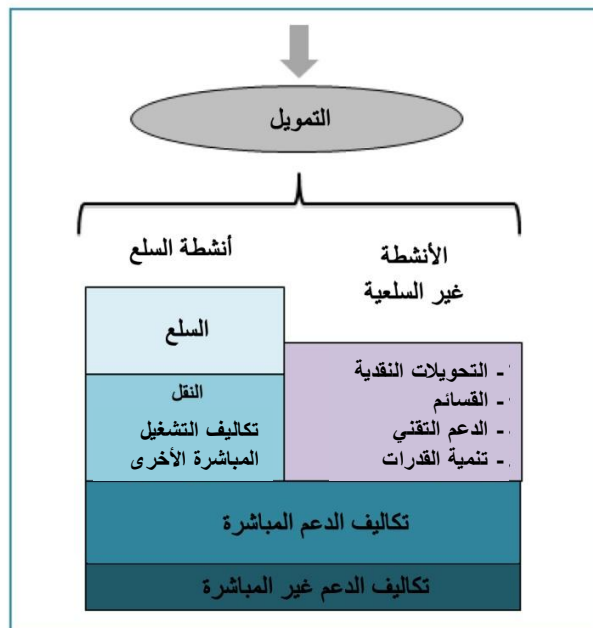 التمويل
الأنشطة
غير السلعية
أنشطة السلع
- التحويلات النقدية
- القسائم
- الدعم التقني
- تنمية القدرات
السلع
النقل
تكاليف التشغيل
المباشرة الأخرى
تكاليف الدعم المباشرة
تكاليف الدعم غير المباشرة